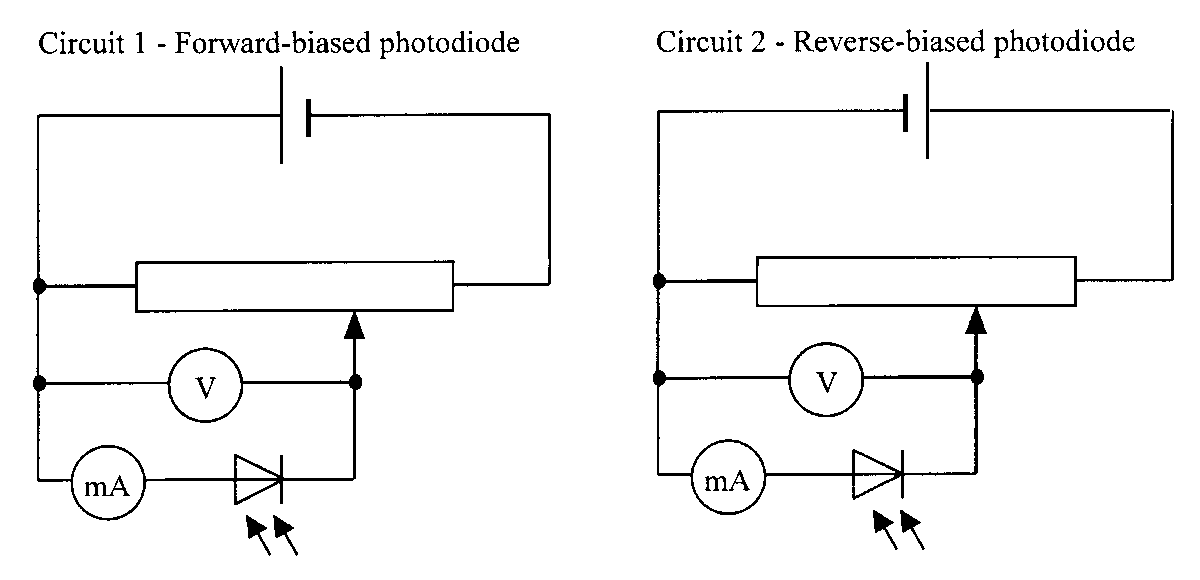 Circuit 1 - Forward-biased photodiode
Circuit 2 - Reverse-biased photodiode
V
mA
V
mA